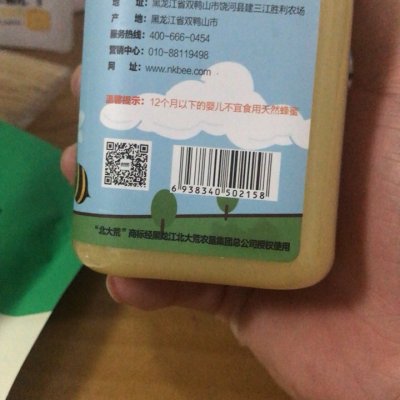 地　　址：黑龙江省双鸭山市饶河县建三江胜利农场
产　　地：黑龙江省双鸭山市
服务热线：400-666-0454
营销中心：010-88119498
网　　址：www.nkbee.com
温馨提示：12个月以下的婴儿不宜食用天然蜂蜜
6 938340 502158
“北大荒”商标经黑龙江北大荒农垦集团总公司授权使用